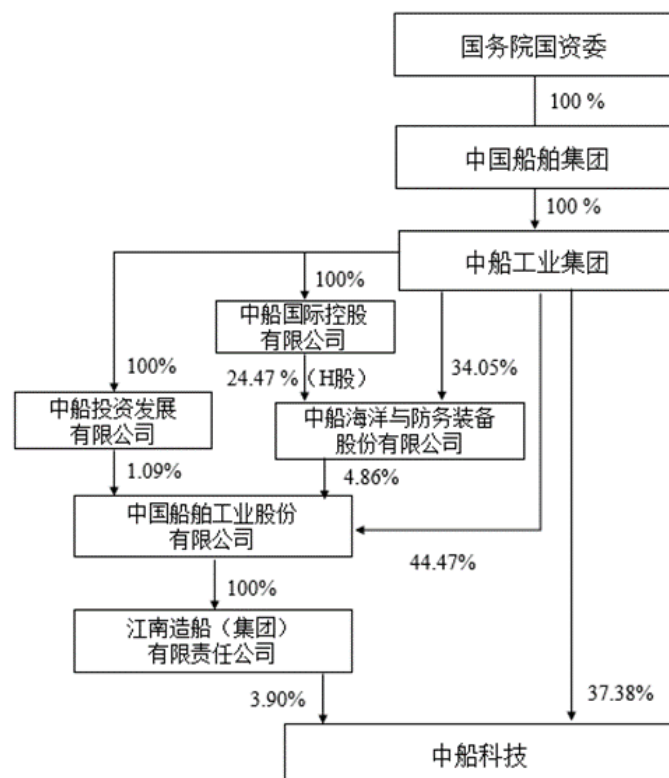 国务院国资委
100 %
中国船舶集团
100 %
中船工业集团
100%
中船国际控股
有限公司
100%
24.47 %（H股）
34.05%
中船投资发展
有限公司
中船海洋与防务装备
股份有限公司
1.09%
4.86%
中国船舶工业股份
有限公司
44.47%
100%
江南造船（集团）
有限责任公司
3.90%
37.38%
中船科技